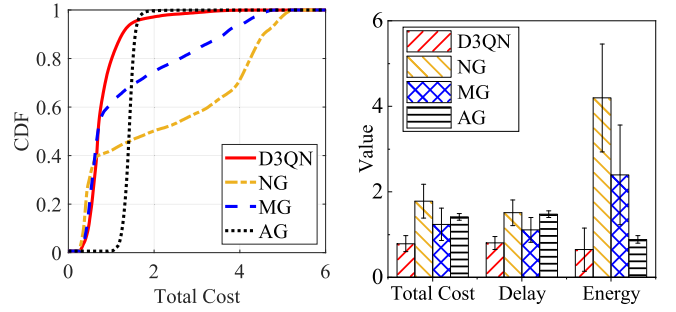 1
0.8
0.6
0.4
0.2
0
CDF
0 2 4 6
Total Cost
D3QN
NG
MG
AG
6
4
2
0
Value
D3QN
NG
MG
AG
Total Cost Delay Energy